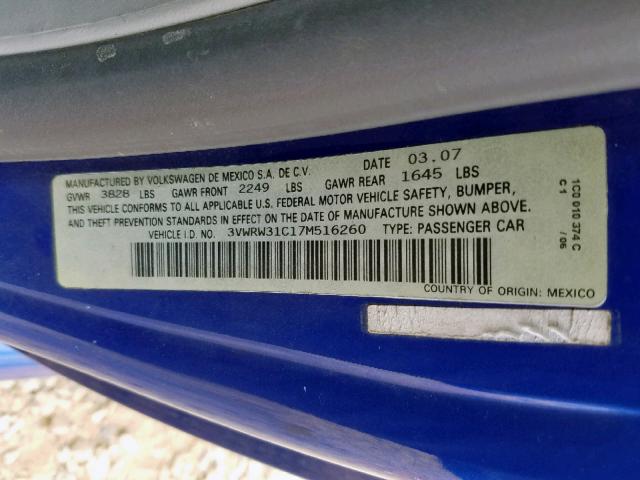 MANUFACTURED BY VOLKSWAGEN DE MEXICO S.A. DE C.V. DATE 03.07
GVWR 3828 LBS GAWR FRONT 2249 LBS GAWR REAR 1645 LBS
THIS VEHICLE CONFORMS TO ALL APPLICABLE U.S. FEDERAL MOTOR VEHICLE SAFETY, BUMPER,
AND THEFT PREVENTION STANDARDS IN EFFECT ON THE DATE OF MANUFACTURE SHOWN ABOVE.
VEHICLE I.D. NO. 3VWRW31C17M516260 TYPE: PASSENGER CAR
COUNTRY OF ORIGIN: MEXICO
1C0 010 374 C
C1 / 06